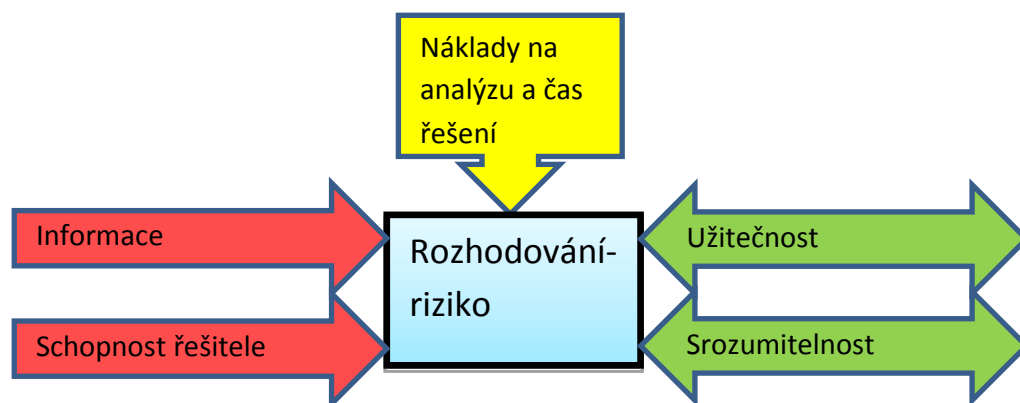 Náklady na
analýzu a čas
řešení
Informace
Schopnost řešitele
Rozhodování-
riziko
Užitečnost
Srozumitelnost